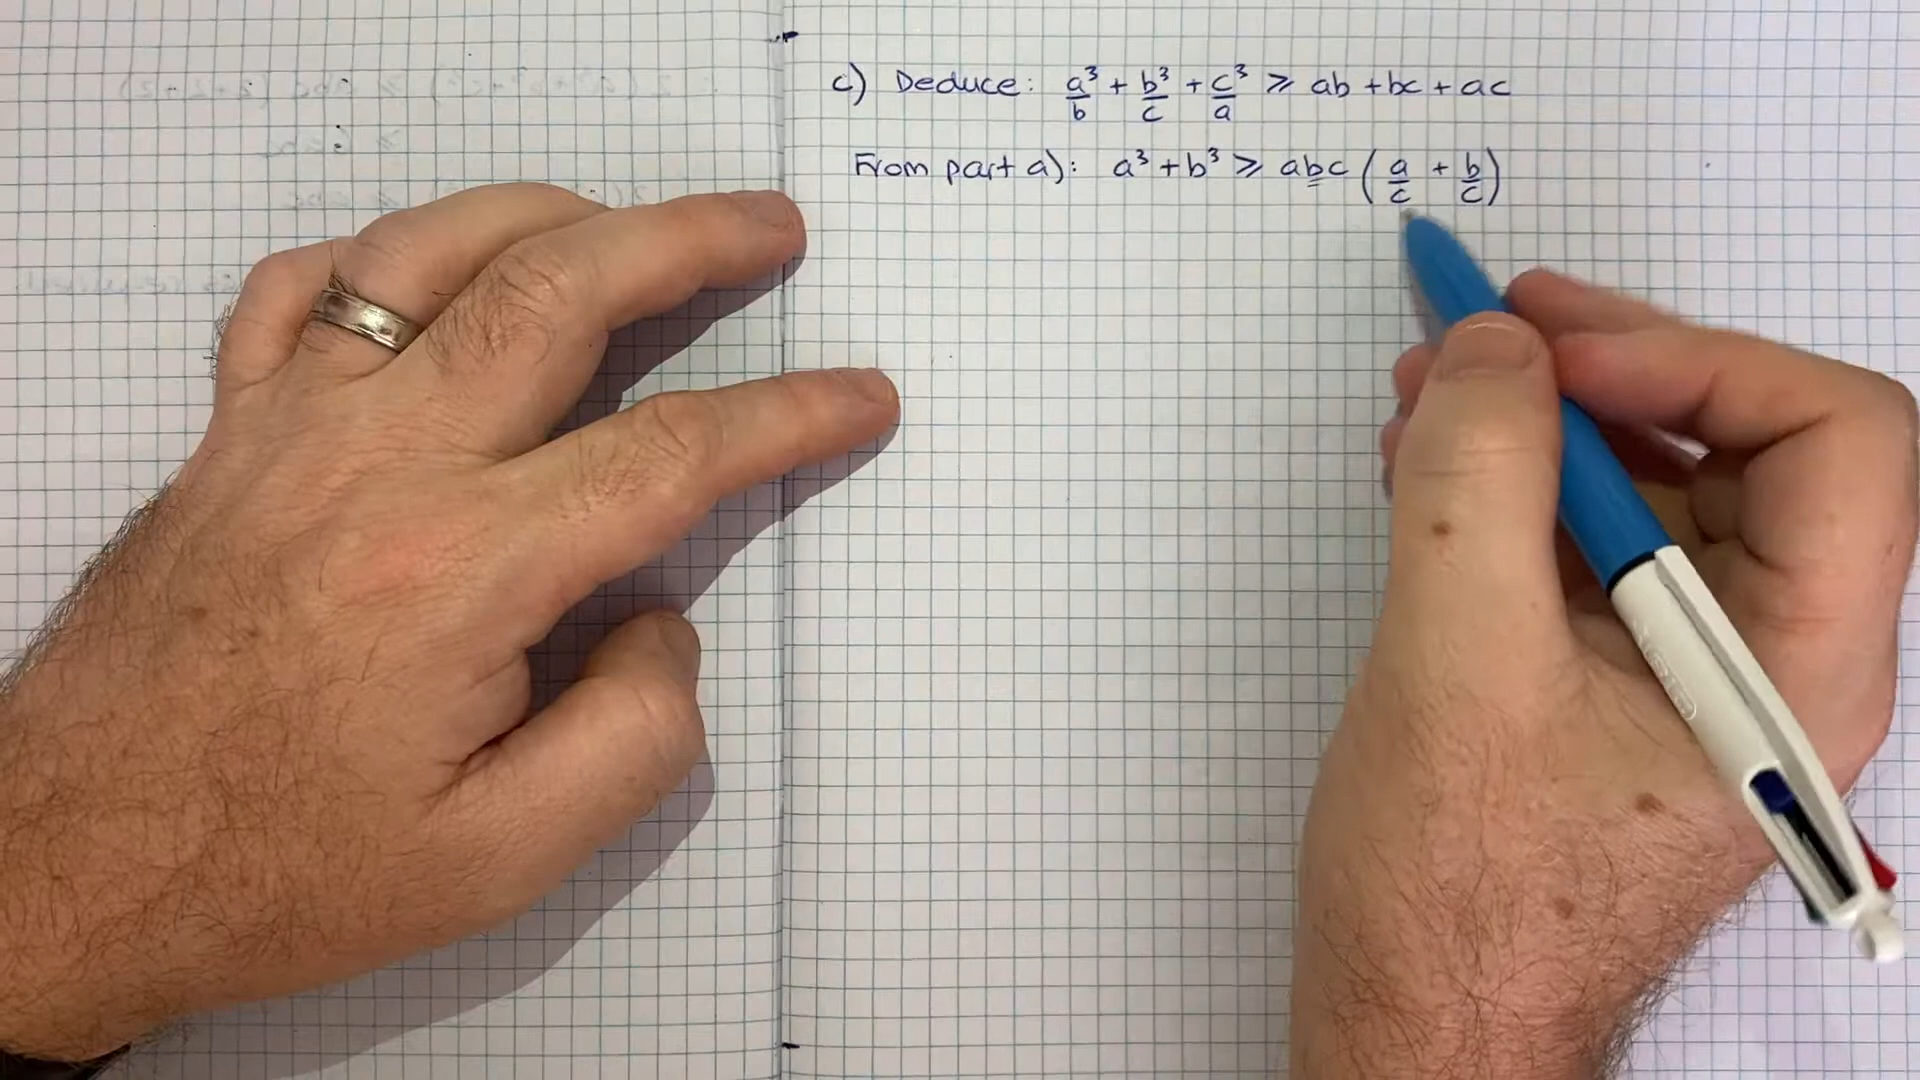 c) Deduce: a³/b + b³/c + c³/a ⩾ ab + bc + ac
From part a): a³ + b³ ⩾ abc (a/c + b/c)